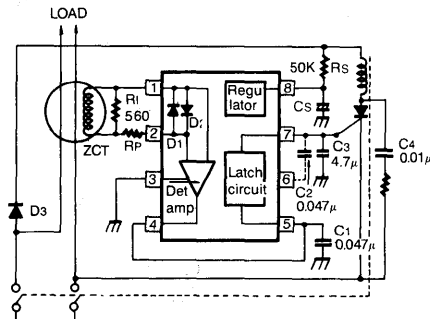 LOAD
50K
RS
RI
560
RP
ZCT
1
2
3
4
D1
D2
Regu
lator
Det
amp
Latch
circuit
8
7
6
5
CS
C3
4.7μ
C2
0.047μ
C1
0.047μ
C4
0.01μ
D3